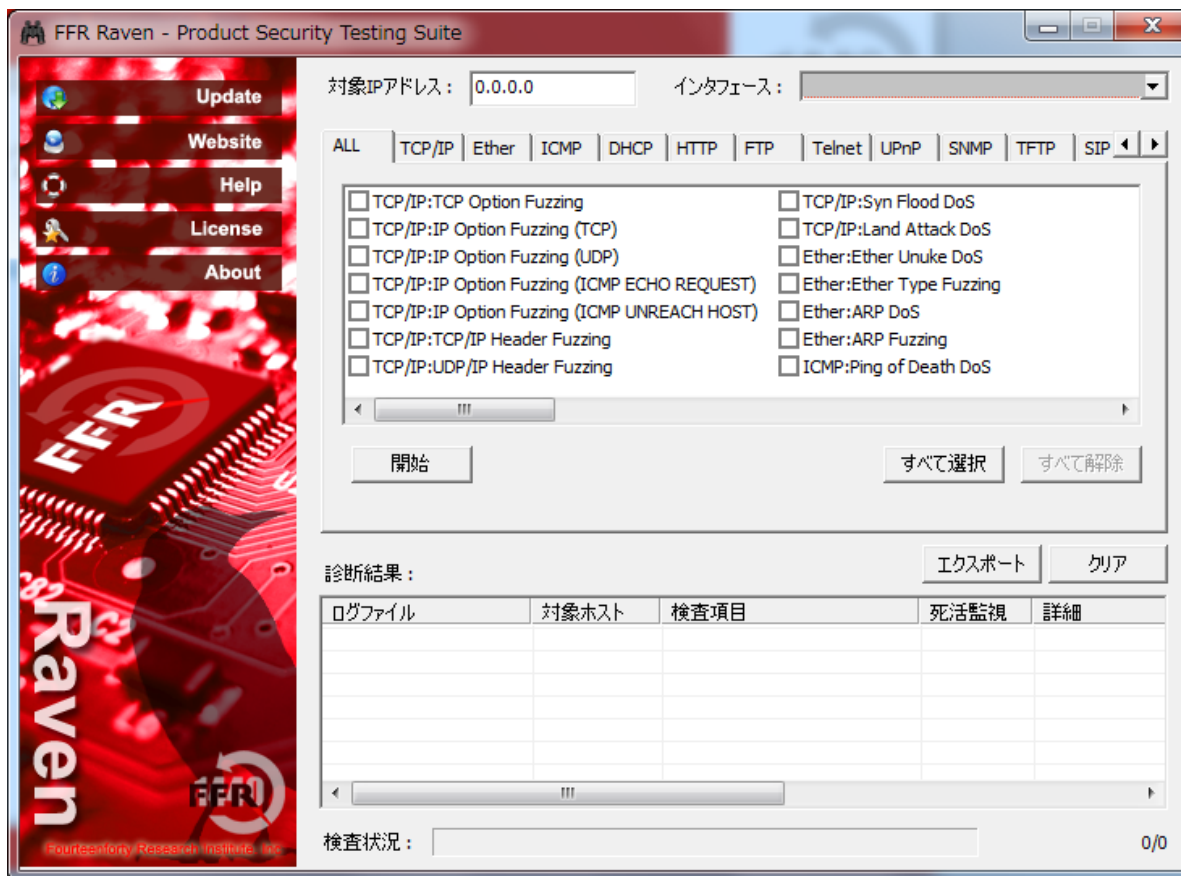 FFR Raven - Product Security Testing Suite
Update
Website
Help
License
About
対象IPアドレス： 0.0.0.0 インタフェース：
ALL TCP/IP Ether ICMP DHCP HTTP FTP Telnet UPnP SNMP TFTP SIP
TCP/IP:TCP Option Fuzzing
TCP/IP:IP Option Fuzzing (TCP)
TCP/IP:IP Option Fuzzing (UDP)
TCP/IP:IP Option Fuzzing (ICMP ECHO REQUEST)
TCP/IP:IP Option Fuzzing (ICMP UNREACH HOST)
TCP/IP:TCP/IP Header Fuzzing
TCP/IP:UDP/IP Header Fuzzing
TCP/IP:Syn Flood DoS
TCP/IP:Land Attack DoS
Ether:Ether Unuke DoS
Ether:Ether Type Fuzzing
Ether:ARP DoS
Ether:ARP Fuzzing
ICMP:Ping of Death DoS
開始 すべて選択 すべて解除
診断結果： エクスポート クリア
ログファイル 対象ホスト 検査項目 死活監視 詳細
検査状況： 0/0
FFR
Raven
FFR
Fourteenforty Research Institute, Inc.